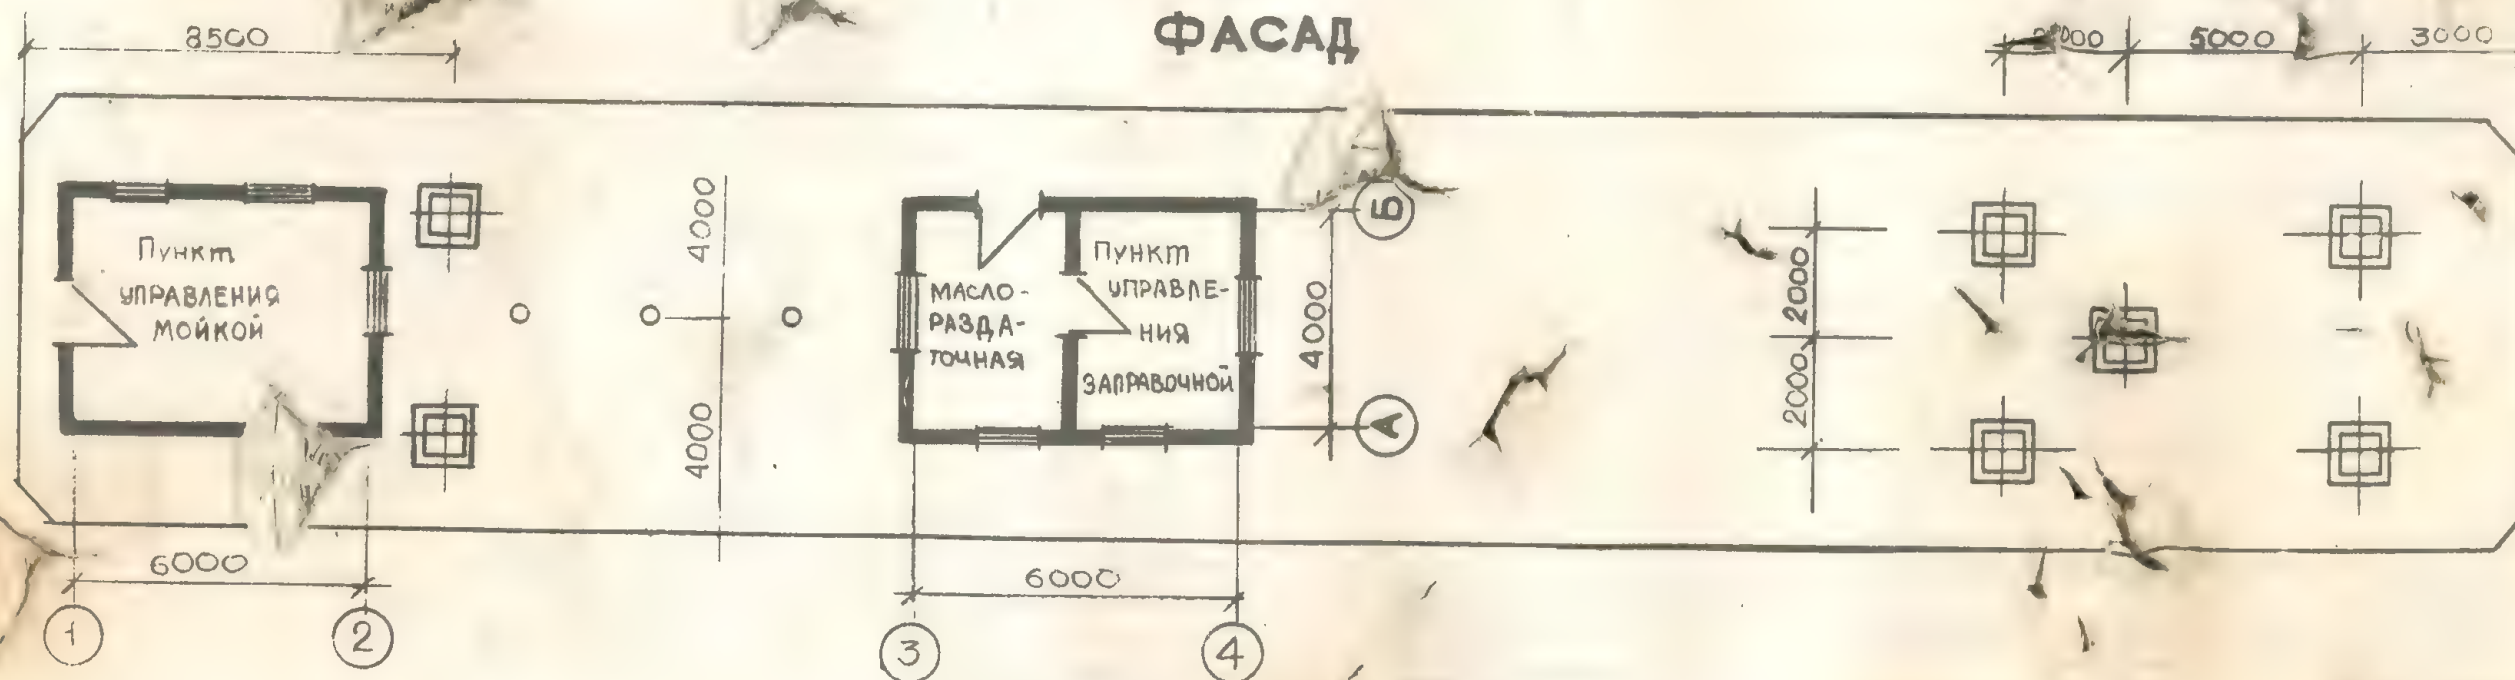 ФАСАД
8500
5000
3000
Пункт
УПРАВЛЕНИЯ
МОЙКОЙ
4000
4000
МАСЛО-
РАЗДА-
ТОЧНАЯ
Пункт
УПРАВЛЕ-
НИЯ
ЗАПРАВОЧНОЙ
4000
Б
А
2000
2000
6000
6000
1
2
3
4